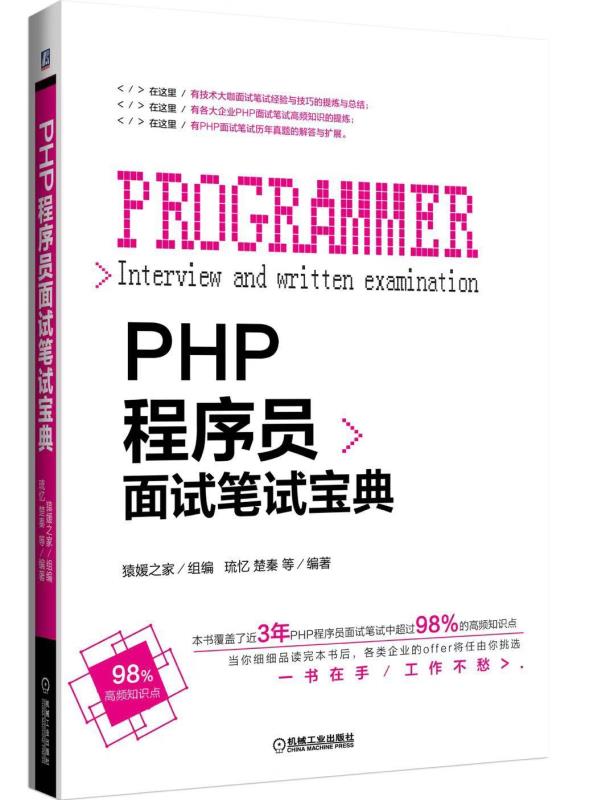 </> 在这里 / 有技术大咖面试笔试经验与技巧的提炼与总结；
</> 在这里 / 有各大企业PHP面试笔试高频知识的提炼；
</> 在这里 / 有PHP面试笔试历年真题的解答与扩展。
PROGRAMMER
>Interview and written examination
PHP
程序员 >
面试笔试宝典
猿媛之家/组编 琉忆 楚秦 等/编著
本书覆盖了近3年PHP程序员面试笔试中超过98%的高频知识点
当你细细品读完本书后，各类企业的offer将任由你挑选
一书在手/工作不愁>.
98%
高频知识点
机械工业出版社
CHINA MACHINE PRESS
PHP程序员面试笔试宝典
猿媛之家/组编
琉忆 楚秦 等/编著
机械工业出版社